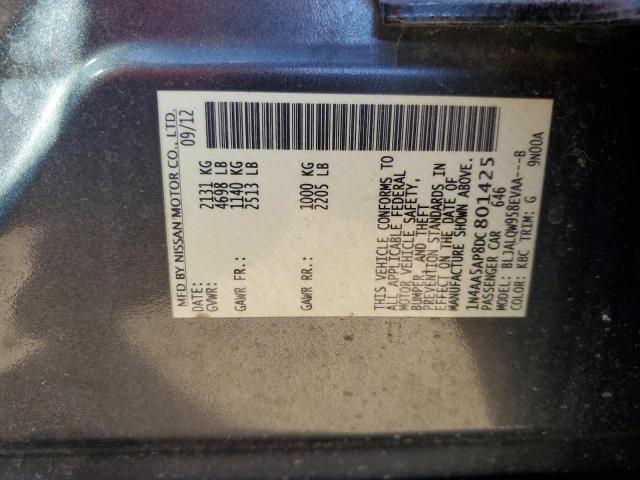 MFD BY NISSAN MOTOR CO., LTD.
DATE: 09/12
GVWR: 2131 KG
4698 LB
GAWR FR: 1140 KG
2513 LB
GAWR RR: 1000 KG
2205 LB
THIS VEHICLE CONFORMS TO
ALL APPLICABLE FEDERAL
MOTOR VEHICLE SAFETY,
BUMPER, AND THEFT
PREVENTION STANDARDS IN
EFFECT ON THE DATE OF
MANUFACTURE SHOWN ABOVE.
1N4AA5AP8DC801425
PASSENGER CAR 646
MODEL: BLJALQW958EVAA---B
COLOR: KBC TRIM: G 9N00A